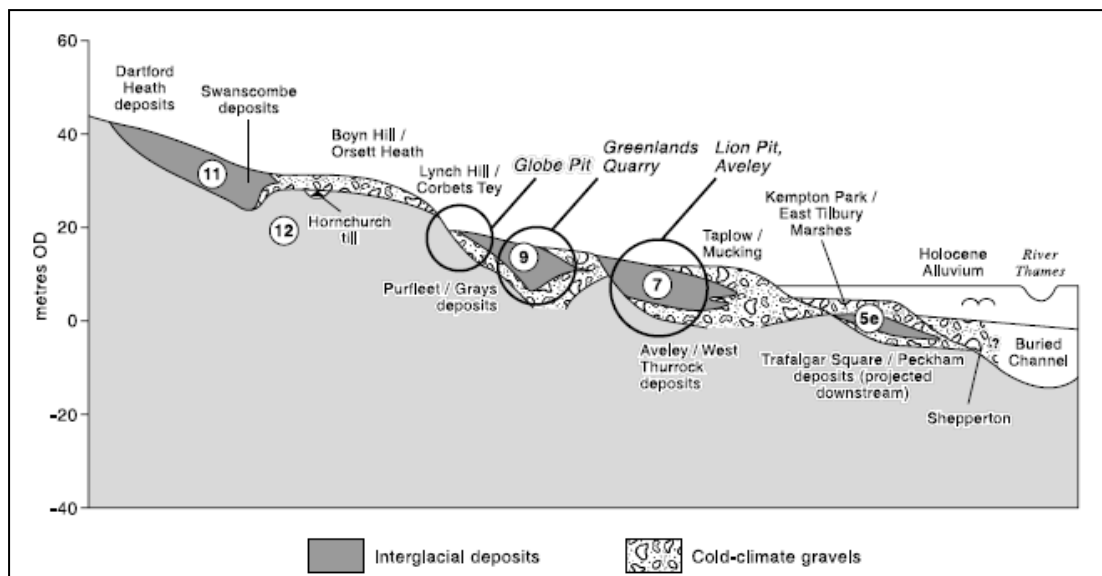 60
40
20
0
-20
-40
metres OD
Dartford
Heath
deposits
Swanscombe
deposits
11
12
Hornchurch
till
Boyn Hill /
Orsett Heath
Lynch Hill /
Corbets Tey
Globe Pit
Purfleet / Grays
deposits
9
Greenlands
Quarry
Lion Pit,
Aveley
7
Aveley / West
Thurrock
deposits
Taplow /
Mucking
Kempton Park /
East Tilbury
Marshes
5e
Trafalgar Square / Peckham
deposits (projected
downstream)
Holocene
Alluvium
River
Thames
?
Buried
Channel
Shepperton
Interglacial deposits
Cold-climate gravels